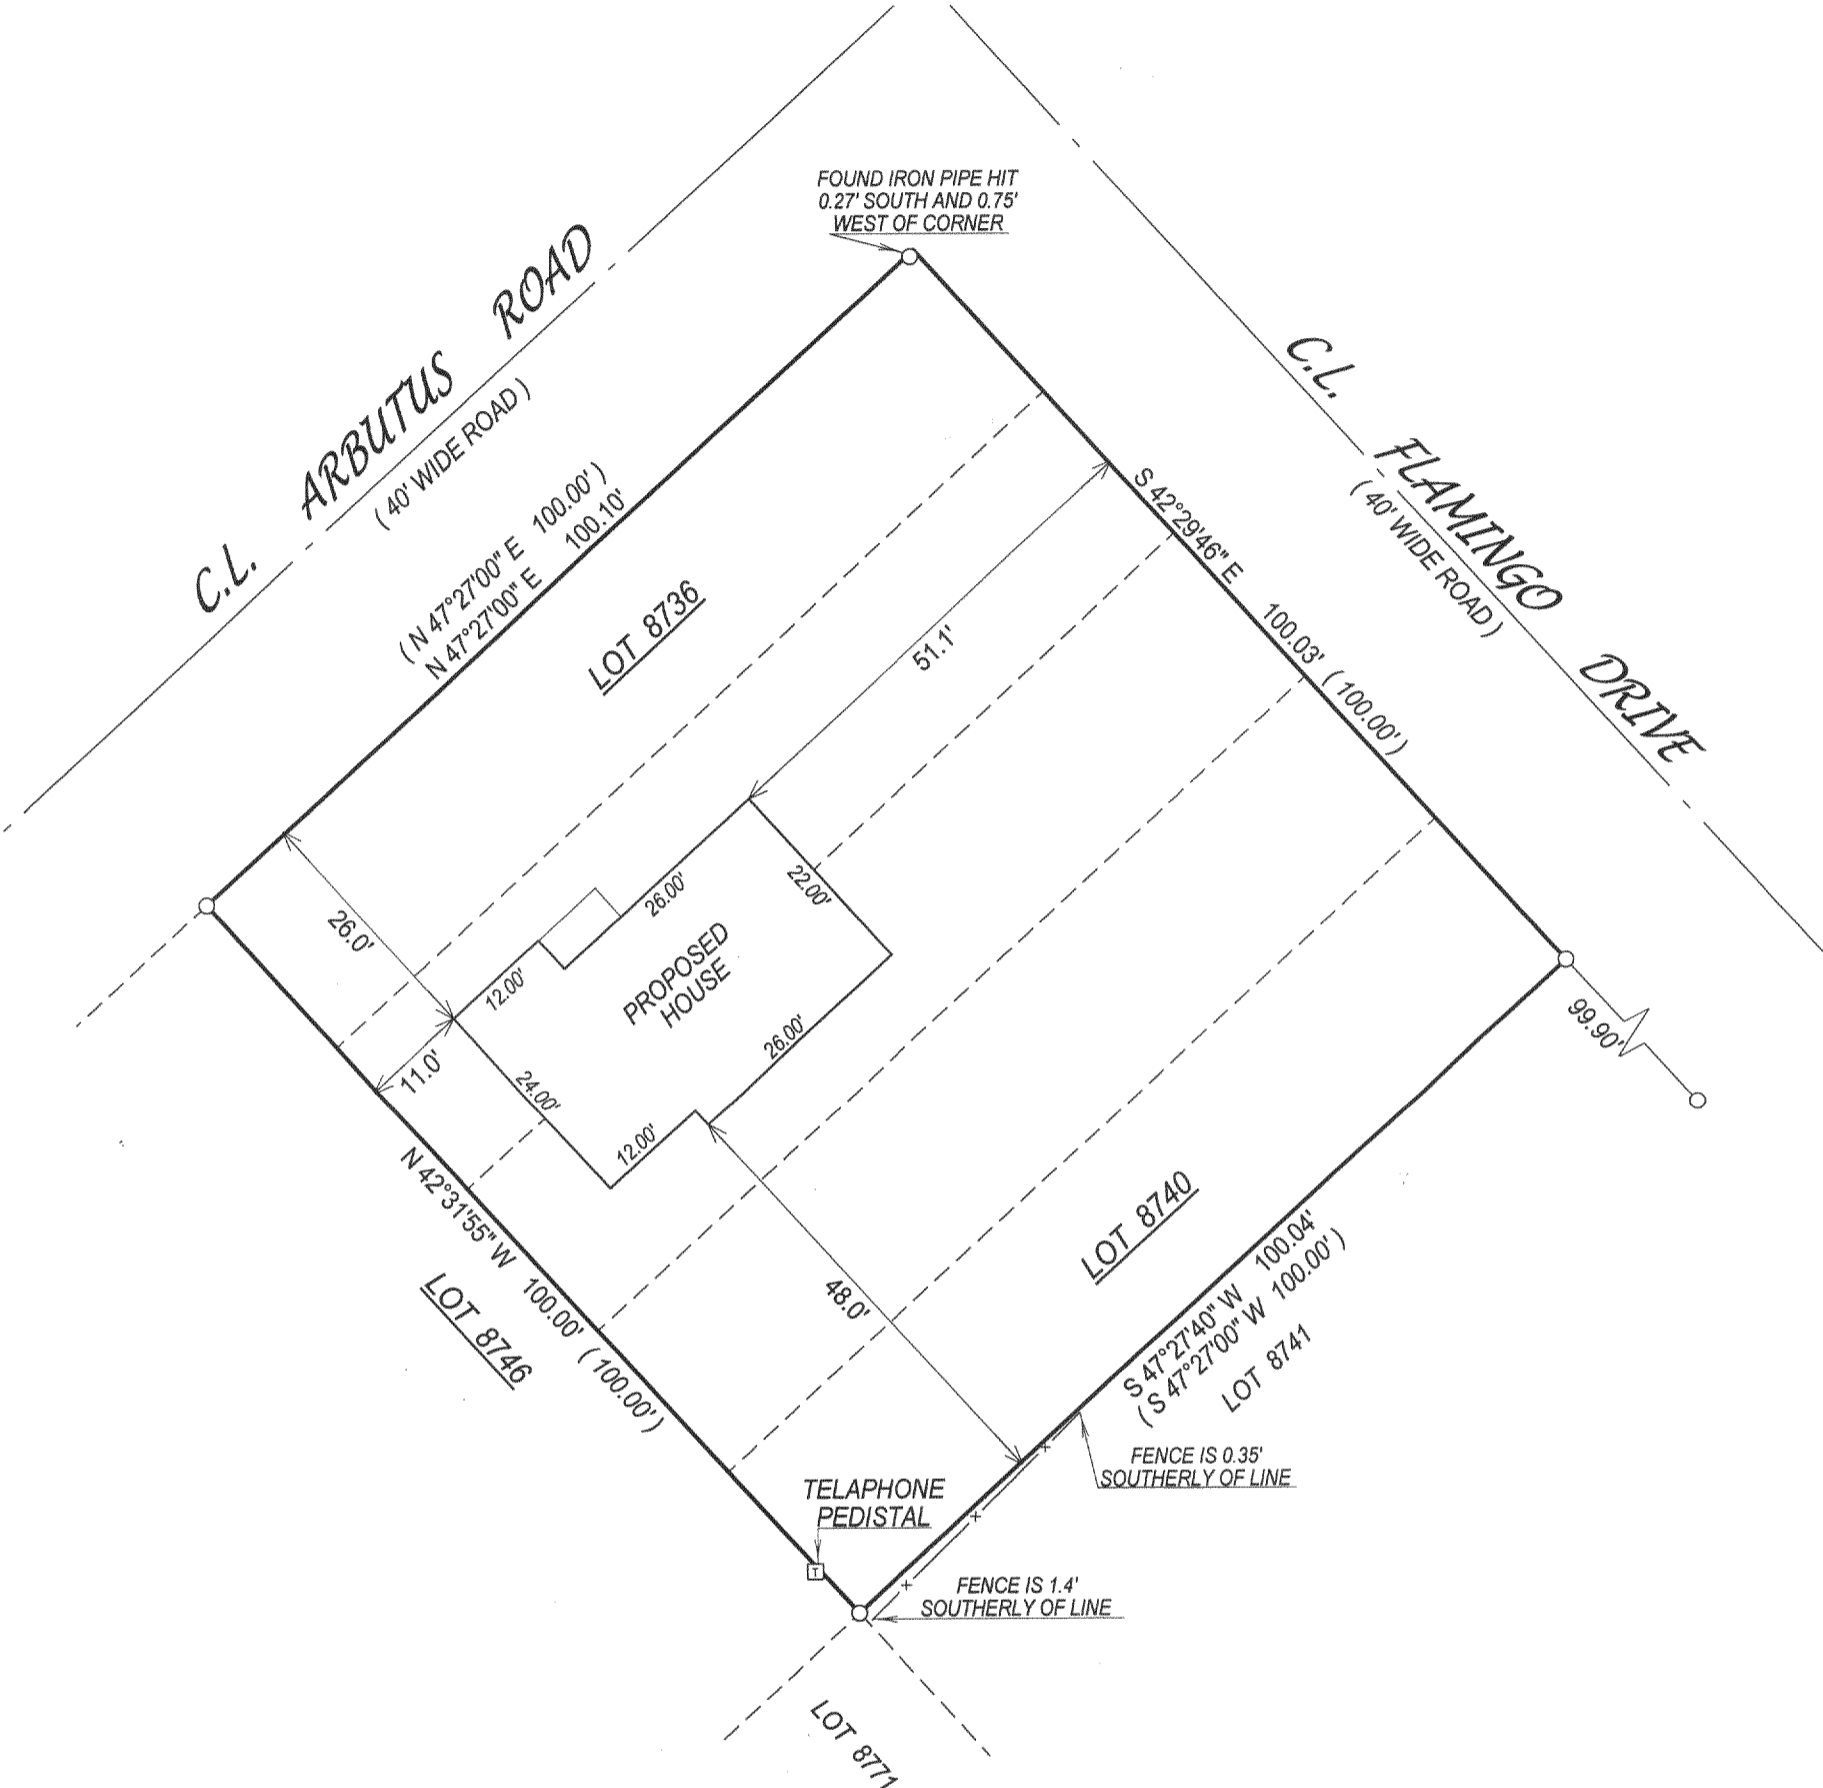 FOUND IRON PIPE HIT
0.27' SOUTH AND 0.75'
WEST OF CORNER
C.L. ARBUTUS ROAD
( 40' WIDE ROAD )
C.L. FLAMINGO DRIVE
( 40' WIDE ROAD )
( N 47°27'00" E 100.00' )
N 47°27'00" E 100.10'
S 42°29'46" E 100.03' ( 100.00' )
LOT 8736
51.1'
26.0'
11.0'
12.00'
26.00'
22.00'
PROPOSED
HOUSE
26.00'
24.00'
12.00'
99.90'
N 42°31'55" W 100.00' ( 100.00' )
LOT 8746
48.0'
LOT 8740
S 47°27'40" W 100.04'
( S 47°27'00" W 100.00' )
LOT 8741
FENCE IS 0.35'
SOUTHERLY OF LINE
TELAPHONE
PEDISTAL
T
FENCE IS 1.4'
SOUTHERLY OF LINE
LOT 8771